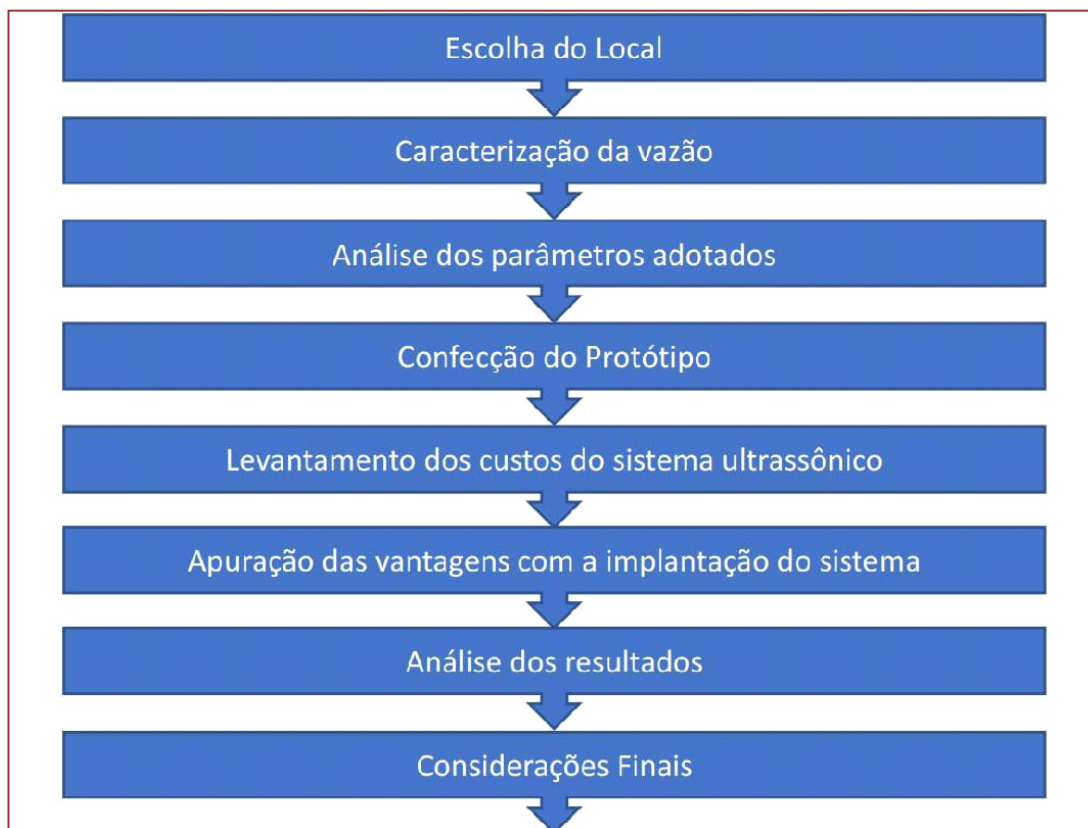 Escolha do Local
Caracterização da vazão
Análise dos parâmetros adotados
Confecção do Protótipo
Levantamento dos custos do sistema ultrassônico
Apuração das vantagens com a implantação do sistema
Análise dos resultados
Considerações Finais